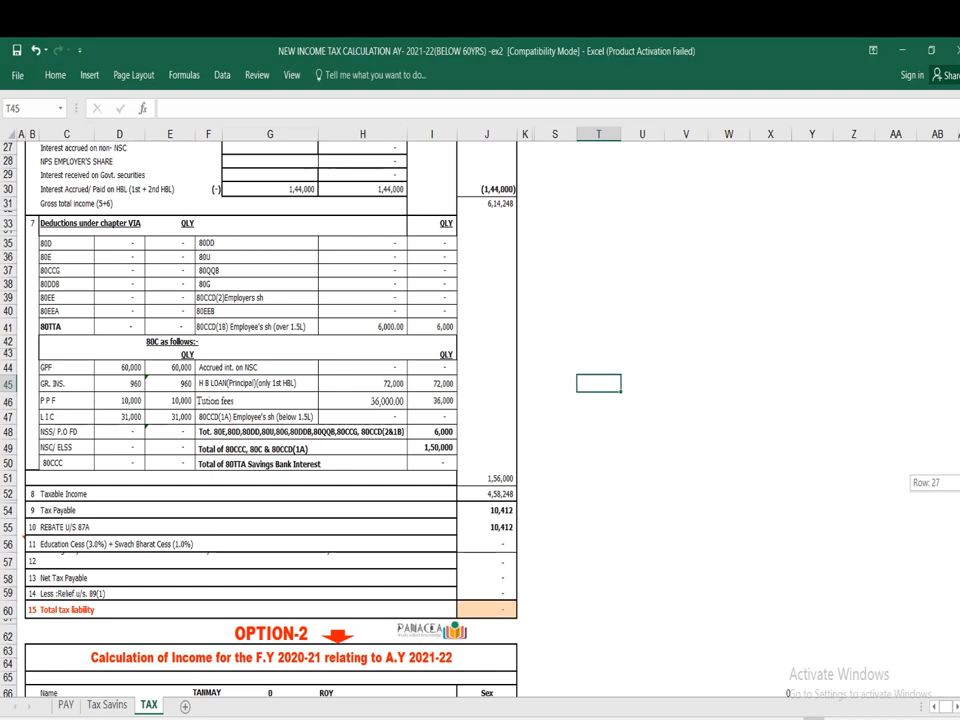 NEW INCOME TAX CALCULATION AY- 2021-22(BELOW 60YRS) -ex2 [Compatibility Mode] - Excel (Product Activation Failed)
File Home Insert Page Layout Formulas Data Review View Tell me what you want to do... Sign in Share
T45 fx
A B C D E F G H I J K S T U V W X Y Z AA AB
27 Interest accrued on non- NSC -
28 NPS EMPLOYER'S SHARE -
29 Interest received on Govt. securities -
30 Interest Accrued/ Paid on HBL (1st + 2nd HBL) (-) 1,44,000 1,44,000 (1,44,000)
31 Gross total income (5+6) 6,14,248
33 7 Deductions under chapter VIA QLY QLY
35 80D - - 80DD - -
36 80E - - 80U - -
37 80CCG - - 80QQB - -
38 80DDB - - 80G - -
39 80EE - - 80CCD(2)Employers sh - -
40 80EEA - - 80EEB - -
41 80TTA - - 80CCD(1B) Employee's sh (over 1.5L) 6,000.00 6,000
42 80C as follows:-
43 QLY QLY
44 GPF 60,000 60,000 Accrued int. on NSC - -
45 GR. INS. 960 960 H B LOAN(Principal)(only 1st HBL) 72,000 72,000
46 P P F 10,000 10,000 Tution fees 36,000.00 36,000
47 L I C 31,000 31,000 80CCD(1A) Employee's sh (below 1.5L) - -
48 NSS/ P.O FD - - Tot. 80E,80D,80DD,80U,80G,80DDB,80QQB,80CCG, 80CCD(2&1B) 6,000
49 NSC/ ELSS - - Total of 80CCC, 80C & 80CCD(1A) 1,50,000
50 80CCC - - Total of 80TTA Savings Bank Interest -
51 1,56,000
52 8 Taxable Income 4,58,248
54 9 Tax Payable 10,412
55 10 REBATE U/S 87A 10,412
56 11 Education Cess (3.0%) + Swach Bharat Cess (1.0%) -
57 12 -
58 13 Net Tax Payable -
59 14 Less :Relief u/s. 89(1) -
60 15 Total tax liability -
62 OPTION-2 PANACEA
63 Calculation of Income for the F.Y 2020-21 relating to A.Y 2021-22
64
65
66 Name TANMAY 0 ROY Sex
Row: 27
Activate Windows
Go to Settings to activate Windows.
PAY Tax Savins TAX